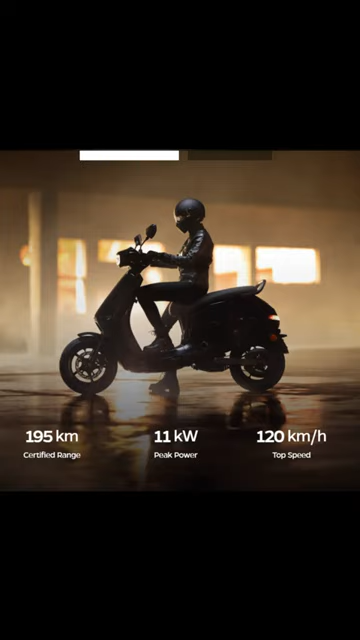 195 km
11 kW
120 km/h
Certified Range
Peak Power
Top Speed